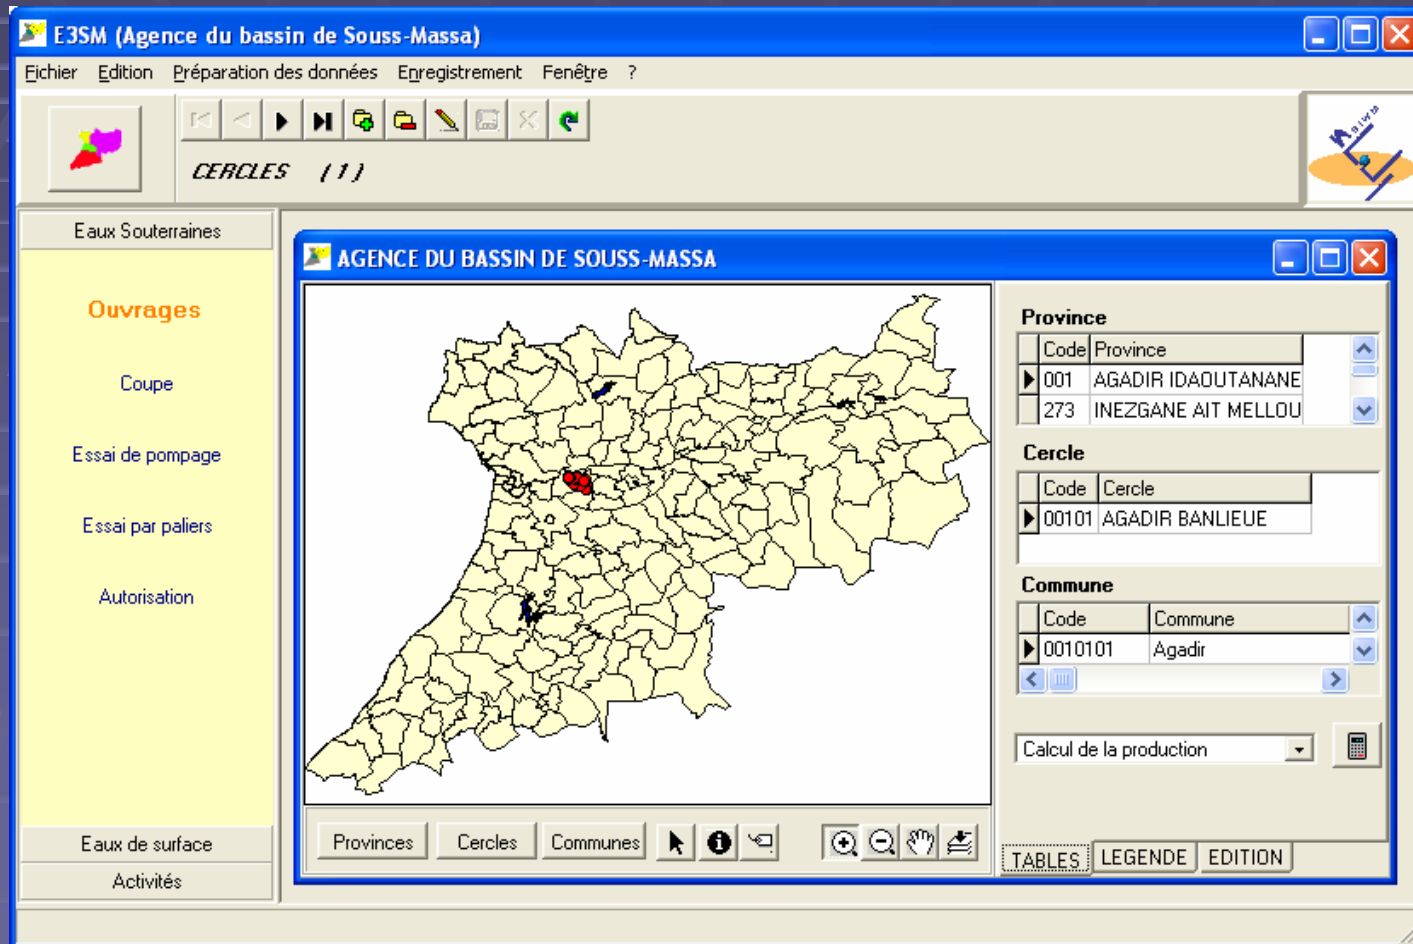 E3SM (Agence du bassin de Souss-Massa)
Fichier Edition Préparation des données Enregistrement Fenêtre ?
CERCLES (1)
Eaux Souterraines
Ouvrages
Coupe
Essai de pompage
Essai par paliers
Autorisation
Eaux de surface
Activités
AGENCE DU BASSIN DE SOUSS-MASSA
Province
Code Province
001 AGADIR IDAOUTANANE
273 INEZGANE AIT MELLOU
Cercle
Code Cercle
00101 AGADIR BANLIEUE
Commune
Code Commune
0010101 Agadir
Calcul de la production
Provinces Cercles Communes
TABLES LEGENDE EDITION